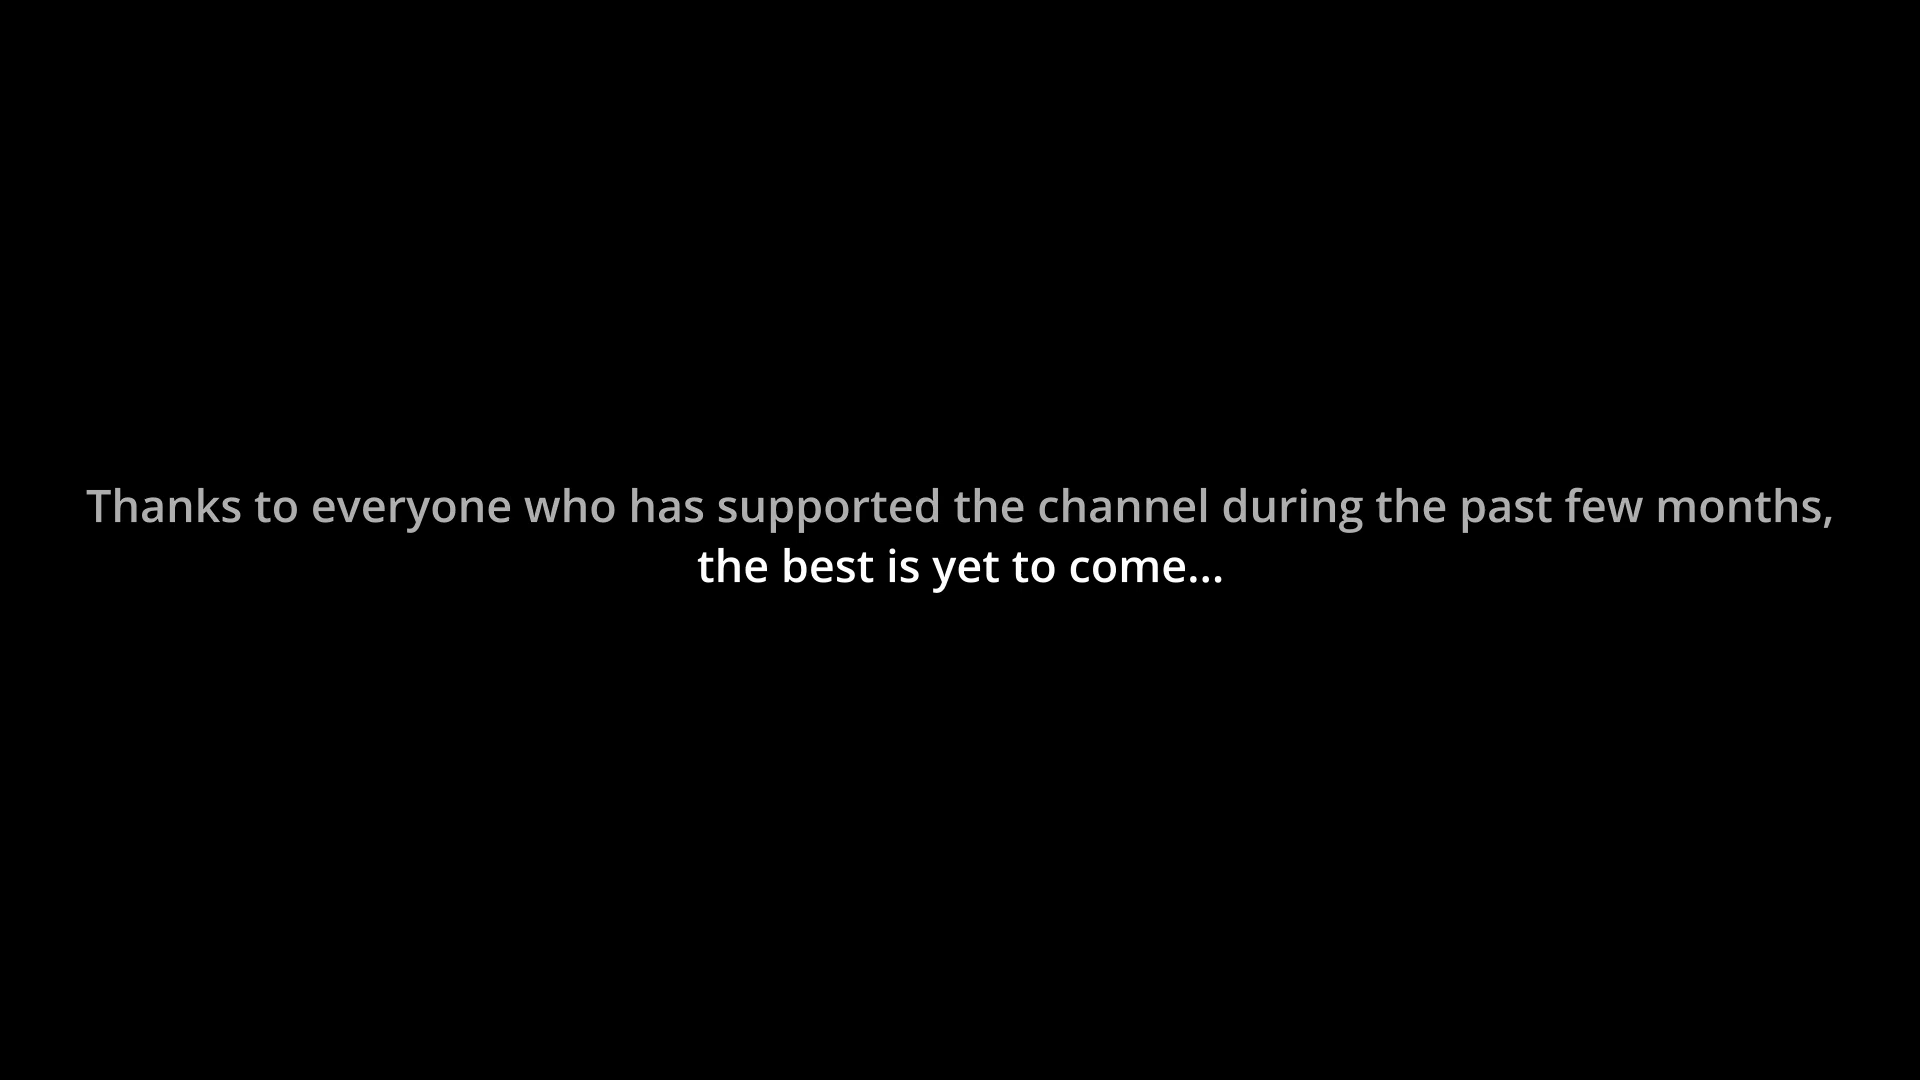 Thanks to everyone who has supported the channel during the past few months,
the best is yet to come...